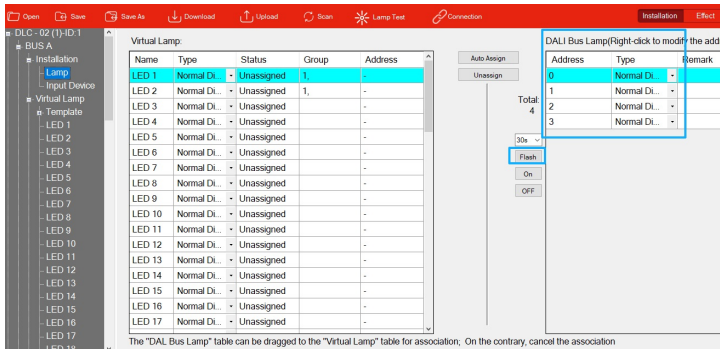 Open Save Save As Download Upload Scan Lamp Test Connection Installation Effect
DLC - 02 (1)-ID:1
BUS A
Installation
Lamp
Input Device
Virtual Lamp
Template
LED 1
LED 2
LED 3
LED 4
LED 5
LED 6
LED 7
LED 8
LED 9
LED 10
LED 11
LED 12
LED 13
LED 14
LED 15
LED 16
LED 17
LED 18
Virtual Lamp:
Name Type Status Group Address
LED 1 Normal Di... Unassigned 1, -
LED 2 Normal Di... Unassigned 1, -
LED 3 Normal Di... Unassigned -
LED 4 Normal Di... Unassigned -
LED 5 Normal Di... Unassigned -
LED 6 Normal Di... Unassigned -
LED 7 Normal Di... Unassigned -
LED 8 Normal Di... Unassigned -
LED 9 Normal Di... Unassigned -
LED 10 Normal Di... Unassigned -
LED 11 Normal Di... Unassigned -
LED 12 Normal Di... Unassigned -
LED 13 Normal Di... Unassigned -
LED 14 Normal Di... Unassigned -
LED 15 Normal Di... Unassigned -
LED 16 Normal Di... Unassigned -
LED 17 Normal Di... Unassigned -
The "DAL Bus Lamp" table can be dragged to the "Virtual Lamp" table for association; On the contrary, cancel the association
Auto Assign
Unassign
Total:
4
30s
Flash
On
OFF
DALI Bus Lamp(Right-click to modify the addr
Address Type Remark
0 Normal Di...
1 Normal Di...
2 Normal Di...
3 Normal Di...